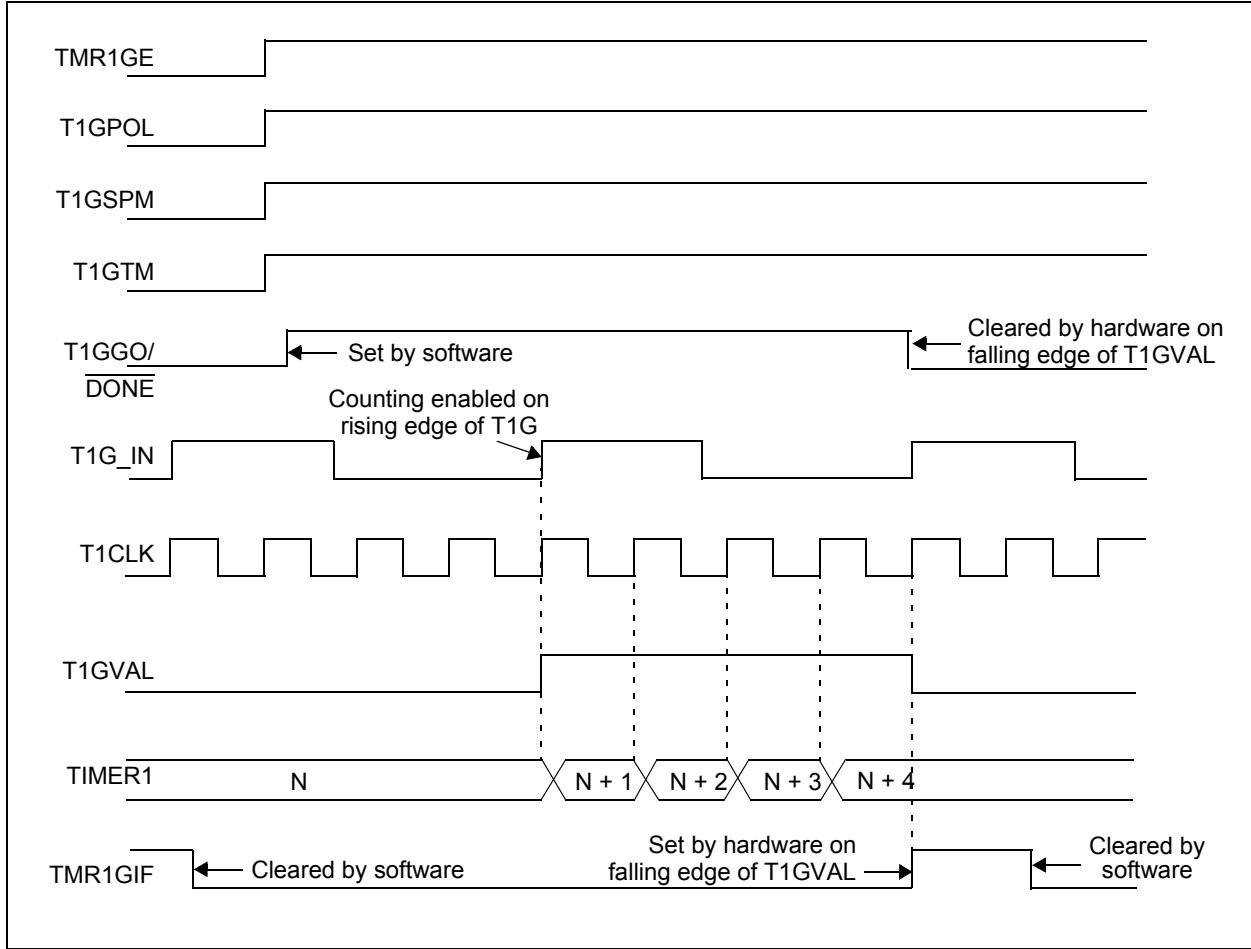 TMR1GE
T1GPOL
T1GSPM
T1GTM
T1GGO/
DONE
Set by software
Cleared by hardware on
falling edge of T1GVAL
Counting enabled on
rising edge of T1G
T1G_IN
T1CLK
T1GVAL
TIMER1
N
N + 1
N + 2
N + 3
N + 4
TMR1GIF
Cleared by software
Set by hardware on
falling edge of T1GVAL
Cleared by
software